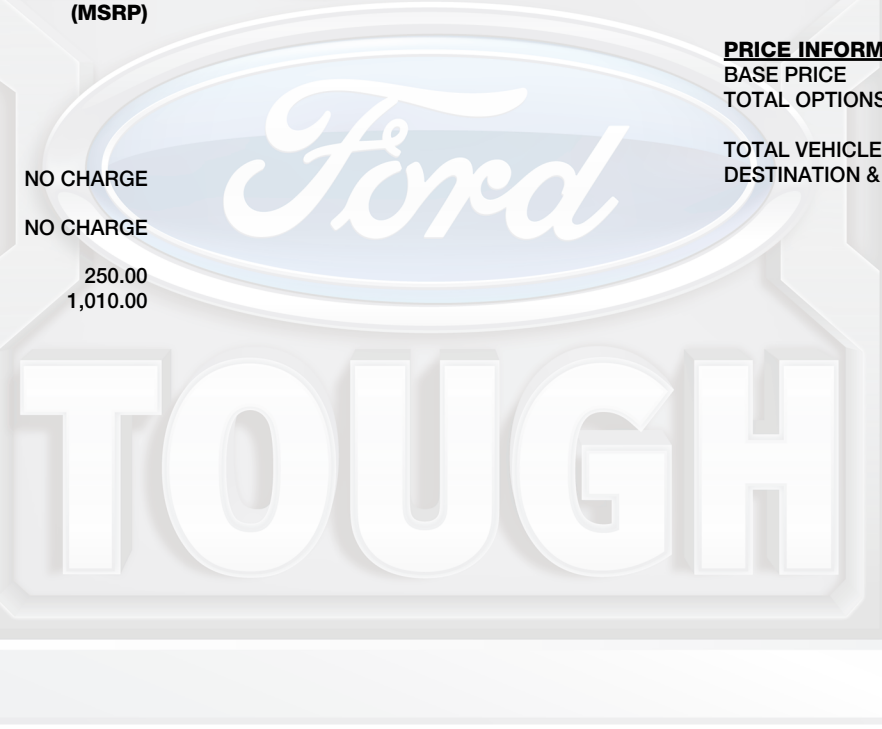 (MSRP)
NO CHARGE
NO CHARGE
250.00
1,010.00
PRICE INFORM
BASE PRICE
TOTAL OPTIONS
TOTAL VEHICLE
DESTINATION &
Ford
TOUGH